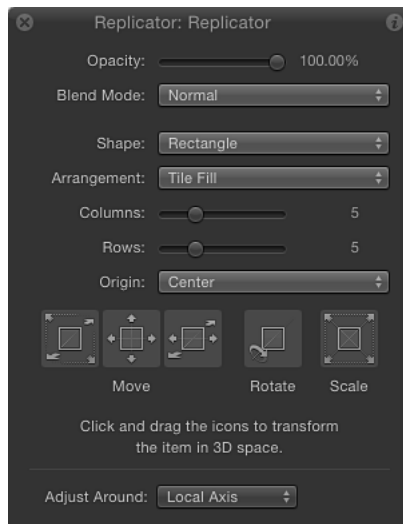 Replicator: Replicator
Opacity: 100.00%
Blend Mode: Normal
Shape: Rectangle
Arrangement: Tile Fill
Columns: 5
Rows: 5
Origin: Center
Move Rotate Scale
Click and drag the icons to transform
the item in 3D space.
Adjust Around: Local Axis